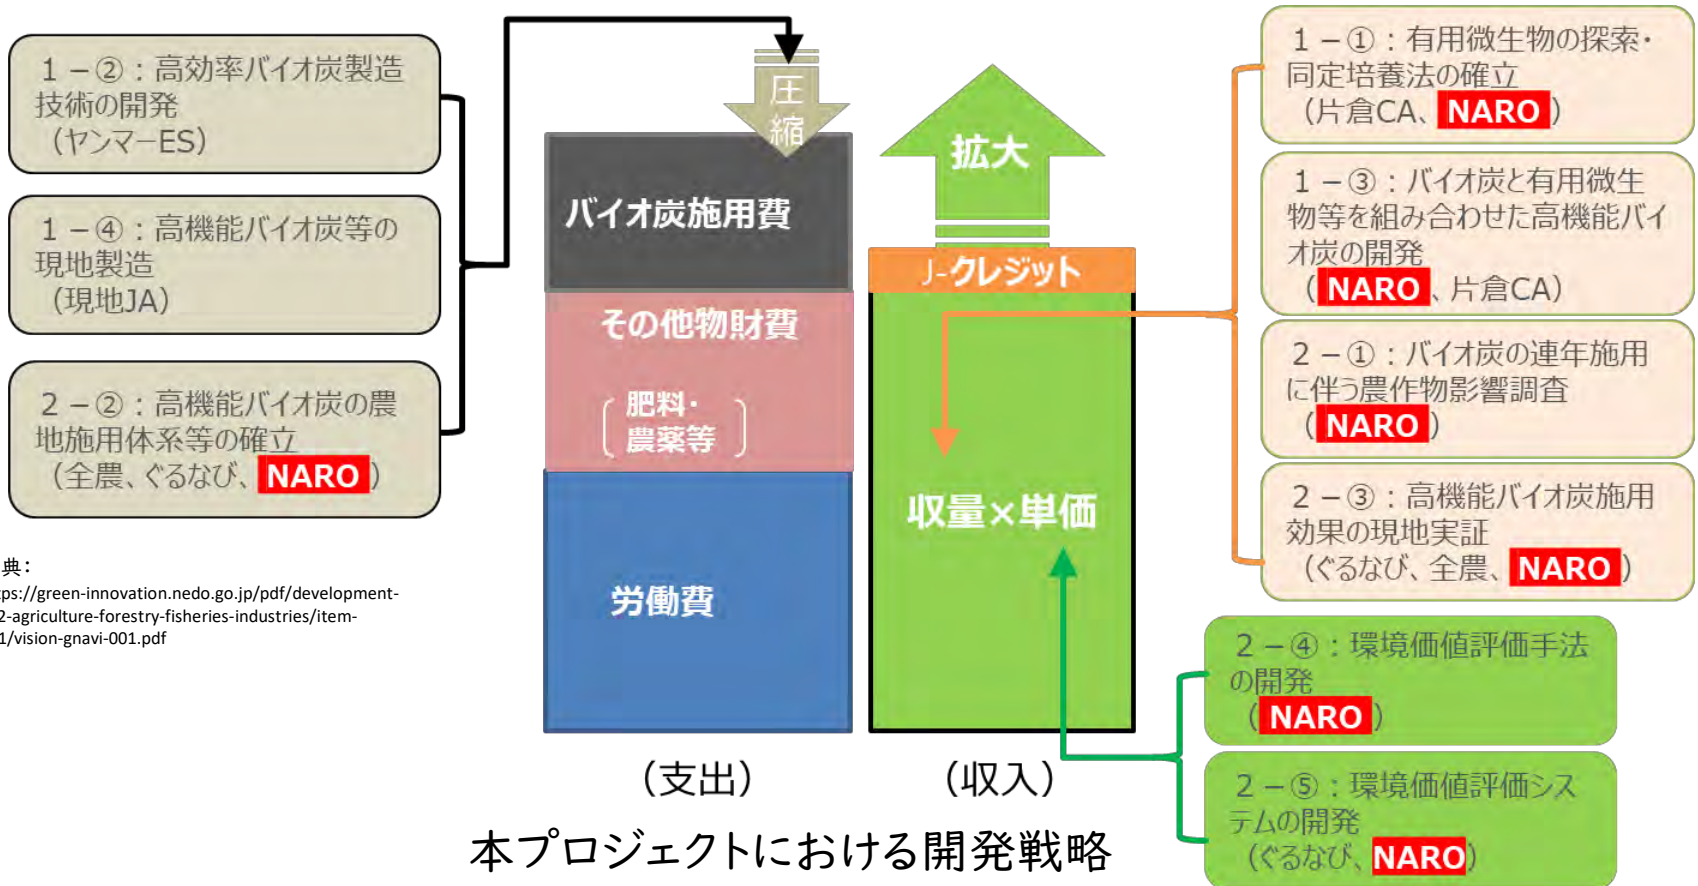 1－②：高効率バイオ炭製造
技術の開発
（ヤンマーES）
1－④：高機能バイオ炭等の
現地製造
（現地JA）
2－②：高機能バイオ炭の農
地施用体系等の確立
（全農、ぐるなび、NARO）
典：
tps://green-innovation.nedo.go.jp/pdf/development-
2-agriculture-forestry-fisheries-industries/item-
1/vision-gnavi-001.pdf
圧
縮
バイオ炭施用費
その他物財費
肥料・
農薬等
労働費
（支出）
拡大
J-クレジット
収量×単価
（収入）
1－①：有用微生物の探索・
同定培養法の確立
（片倉CA、NARO）
1－③：バイオ炭と有用微生
物等を組み合わせた高機能バイ
オ炭の開発
（NARO、片倉CA）
2－①：バイオ炭の連年施用
に伴う農作物影響調査
（NARO）
2－③：高機能バイオ炭施用
効果の現地実証
（ぐるなび、全農、NARO）
2－④：環境価値評価手法
の開発
（NARO）
2－⑤：環境価値評価シス
テムの開発
（ぐるなび、NARO）
本プロジェクトにおける開発戦略